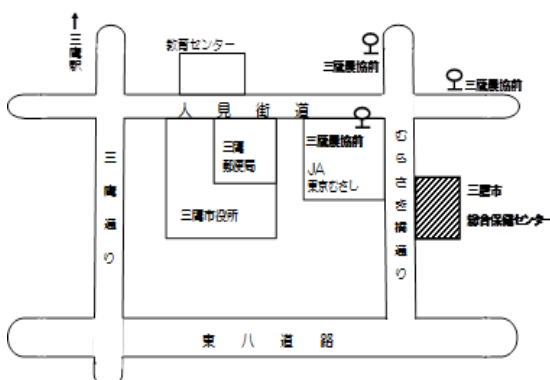 ↑
三鷹駅
教育センター
三鷹農協前
三鷹農協前
人見街道
三鷹
郵便局
三鷹農協前
JA
東京むさし
三鷹市役所
三鷹通り
むらさき橋通り
三鷹市
総合保健センター
東八道路